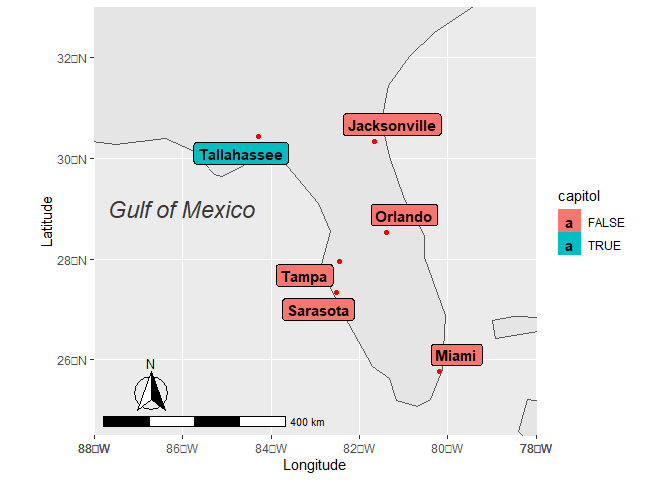 32□N
Jacksonville
Tallahassee
30□N
capitol
Gulf of Mexico
Orlando
a FALSE
a TRUE
Latitude
28□N
Tampa
Sarasota
Miami
26□N
N
400 km
88□W 86□W 84□W 82□W 80□W 78□W
Longitude